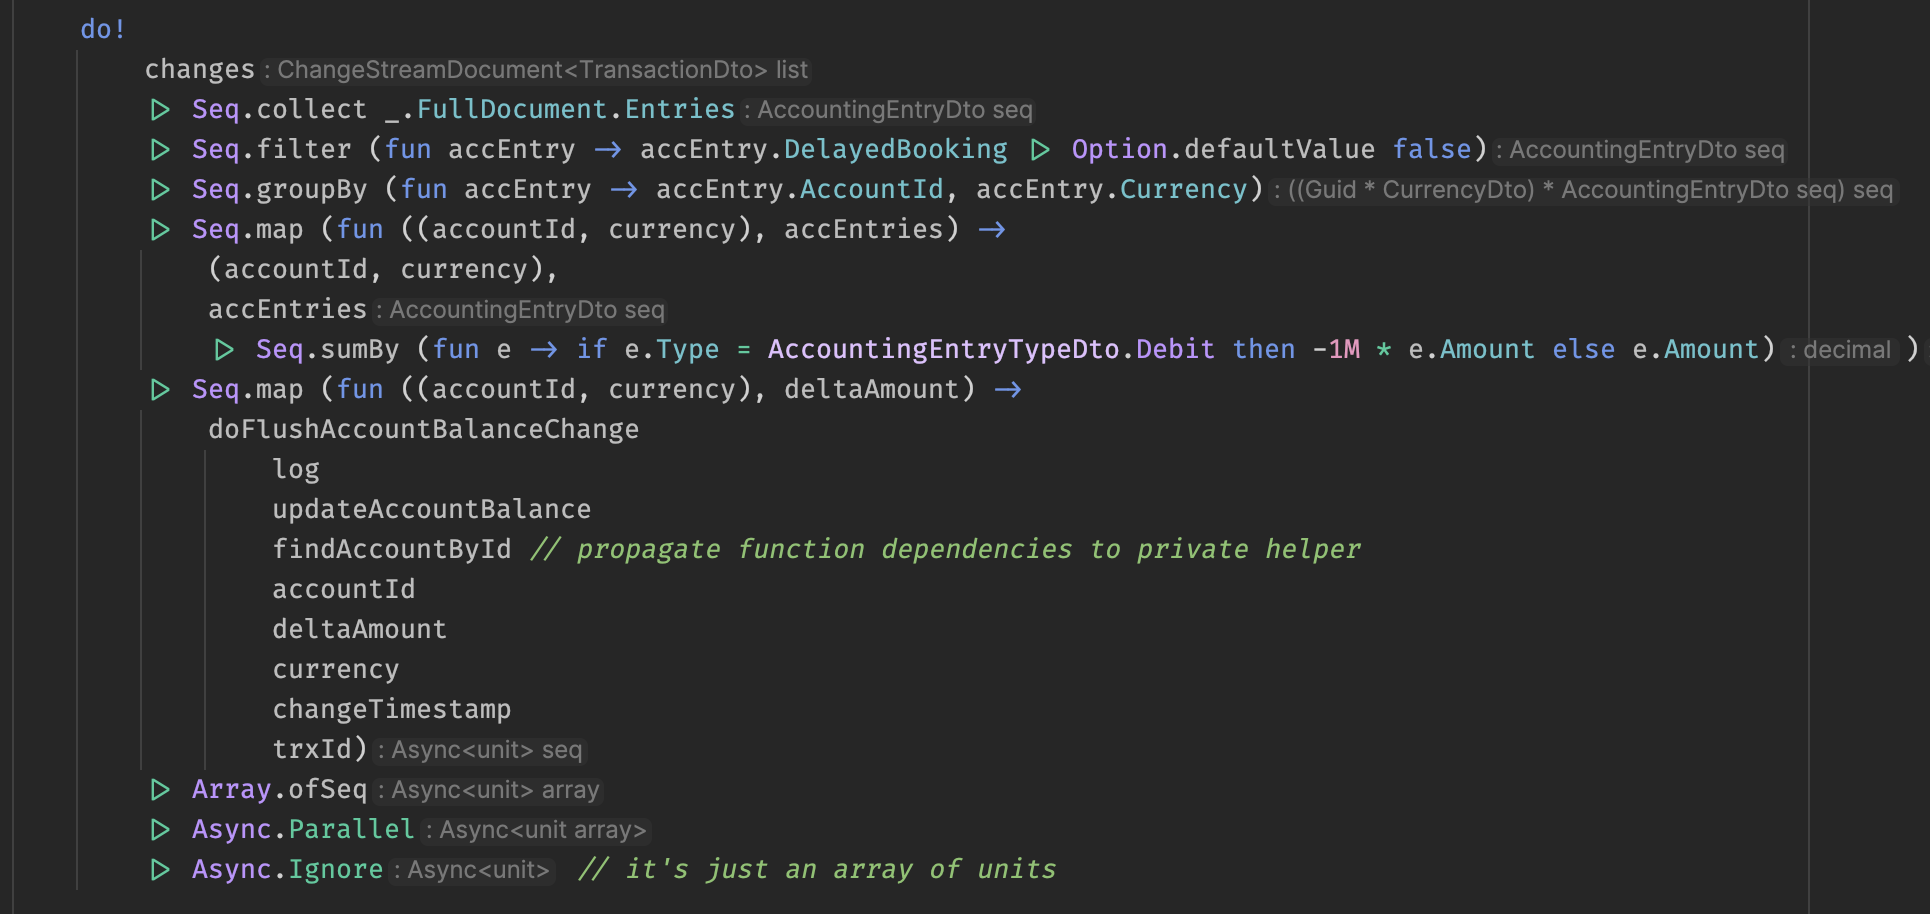 do!
changes : ChangeStreamDocument<TransactionDto> list
|> Seq.collect _.FullDocument.Entries : AccountingEntryDto seq
|> Seq.filter (fun accEntry -> accEntry.DelayedBooking |> Option.defaultValue false) : AccountingEntryDto seq
|> Seq.groupBy (fun accEntry -> accEntry.AccountId, accEntry.Currency) : ((Guid * CurrencyDto) * AccountingEntryDto seq) seq
|> Seq.map (fun ((accountId, currency), accEntries) ->
(accountId, currency),
accEntries : AccountingEntryDto seq
|> Seq.sumBy (fun e -> if e.Type = AccountingEntryTypeDto.Debit then -1M * e.Amount else e.Amount) : decimal )
|> Seq.map (fun ((accountId, currency), deltaAmount) ->
doFlushAccountBalanceChange
log
updateAccountBalance
findAccountById // propagate function dependencies to private helper
accountId
deltaAmount
currency
changeTimestamp
trxId) : Async<unit> seq
|> Array.ofSeq : Async<unit> array
|> Async.Parallel : Async<unit array>
|> Async.Ignore : Async<unit> // it's just an array of units